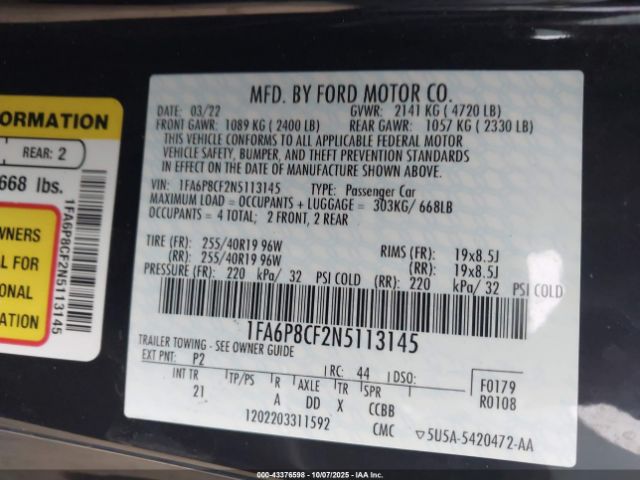 FORMATION
REAR: 2
668 lbs.
WNERS
L FOR
ONAL
ATION
1FA6P8CF2N5113145
MFD. BY FORD MOTOR CO.
DATE: 03/22 GVWR: 2141 KG ( 4720 LB)
FRONT GAWR: 1089 KG ( 2400 LB) REAR GAWR: 1057 KG ( 2330 LB)
THIS VEHICLE CONFORMS TO ALL APPLICABLE FEDERAL MOTOR
VEHICLE SAFETY, BUMPER, AND THEFT PREVENTION STANDARDS
IN EFFECT ON THE DATE OF MANUFACTURE SHOWN ABOVE.
VIN: 1FA6P8CF2N5113145 TYPE: Passenger Car
MAXIMUM LOAD = OCCUPANTS + LUGGAGE = 303KG/ 668LB
OCCUPANTS = 4 TOTAL; 2 FRONT, 2 REAR
TIRE (FR): 255/40R19 96W RIMS (FR): 19x8.5J
(RR): 255/40R19 96W (RR): 19x8.5J
PRESSURE (FR): 220 kPa/ 32 PSI COLD (RR): 220 kPa/ 32 PSI COLD
1FA6P8CF2N5113145
TRAILER TOWING - SEE OWNER GUIDE
EXT PNT: P2 RC: 44 DSO:
INT TR TP/PS R AXLE TR SPR F0179
21 A DD X CCBB R0108
1202203311592 CMC ▽5U5A-5420472-AA
© IAA 43376598 - 10/07/2025 - IAA Holdings, LLC